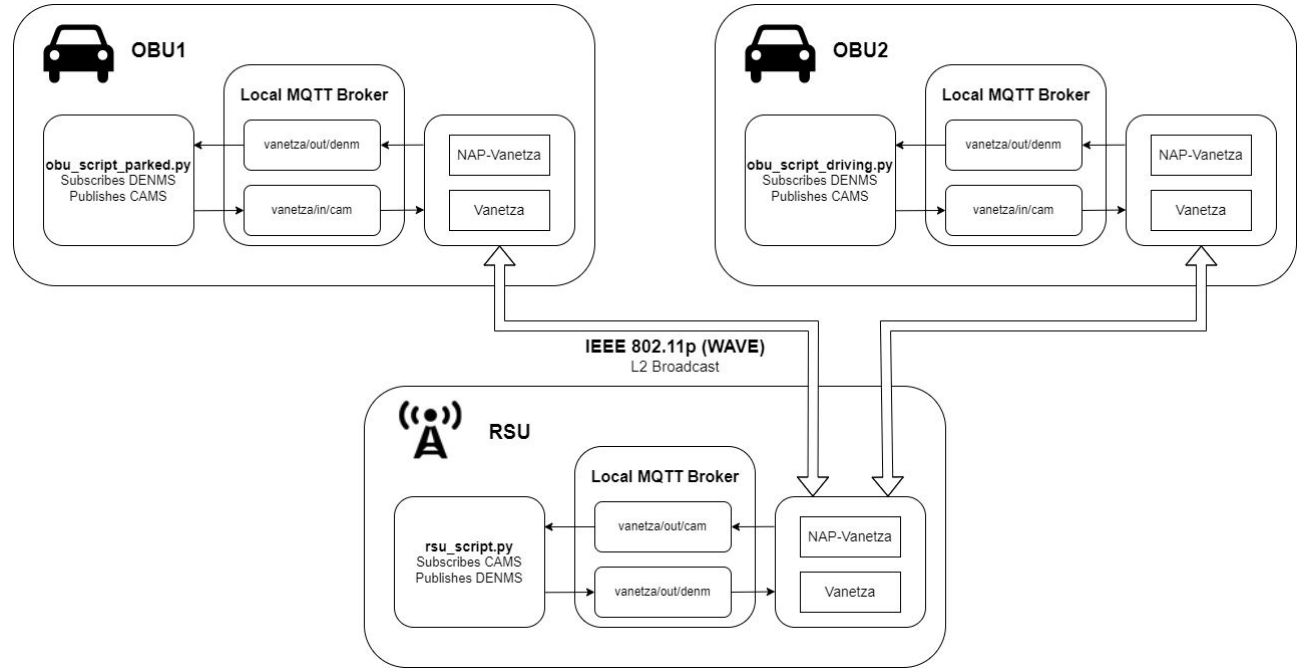 OBU1
Local MQTT Broker
obu_script_parked.py
Subscribes DENMS
Publishes CAMS
vanetza/out/denm
vanetza/in/cam
NAP-Vanetza
Vanetza
OBU2
Local MQTT Broker
obu_script_driving.py
Subscribes DENMS
Publishes CAMS
vanetza/out/denm
vanetza/in/cam
NAP-Vanetza
Vanetza
IEEE 802.11p (WAVE)
L2 Broadcast
RSU
Local MQTT Broker
rsu_script.py
Subscribes CAMS
Publishes DENMS
vanetza/out/cam
vanetza/out/denm
NAP-Vanetza
Vanetza